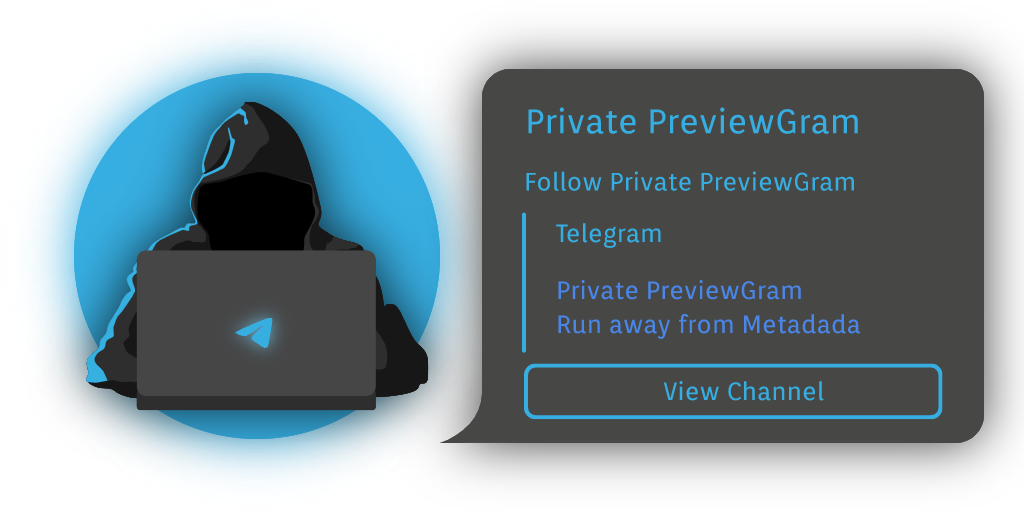 Private PreviewGram
Follow Private PreviewGram
Telegram
Private PreviewGram
Run away from Metadada
View Channel